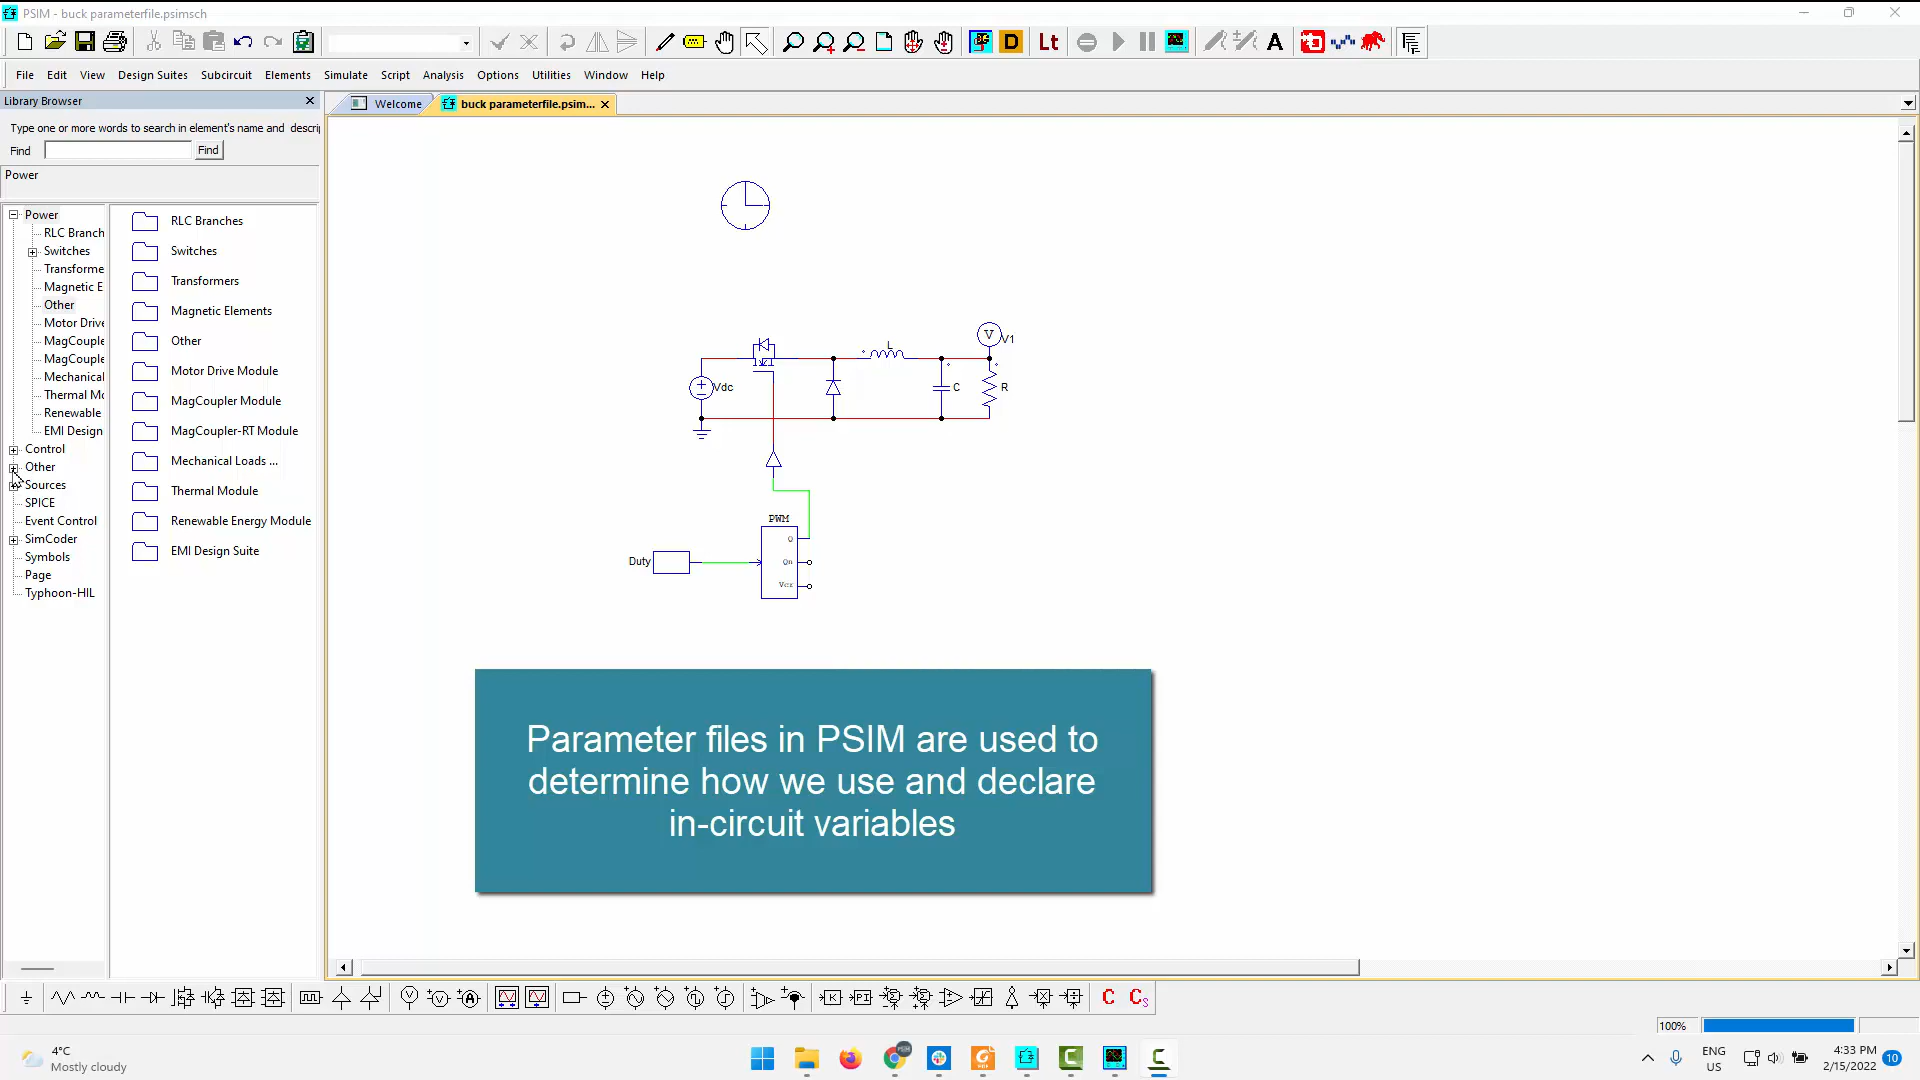 PSIM - buck parameterfile.psimsch
D
Lt
A
File Edit View Design Suites Subcircuit Elements Simulate Script Analysis Options Utilities Window Help
Library Browser
Welcome
buck parameterfile.psim...
Type one or more words to search in element's name and descri
Find
Find
Power
Power
RLC Branch
Switches
Transforme
Magnetic E
Other
Motor Drive
MagCouple
MagCouple
Mechanical
Thermal Mo
Renewable
EMI Design
Control
Other
Sources
SPICE
Event Control
SimCoder
Symbols
Page
Typhoon-HIL
RLC Branches
Switches
Transformers
Magnetic Elements
Other
Motor Drive Module
MagCoupler Module
MagCoupler-RT Module
Mechanical Loads ...
Thermal Module
Renewable Energy Module
EMI Design Suite
V
V1
L
Vdc
C
R
PWM
Q
Duty
Qn
Vcr
Parameter files in PSIM are used to
determine how we use and declare
in-circuit variables
V
V
A
K
PI
C
Cs
100%
4°C
Mostly cloudy
ENG
US
4:33 PM
2/15/2022
10